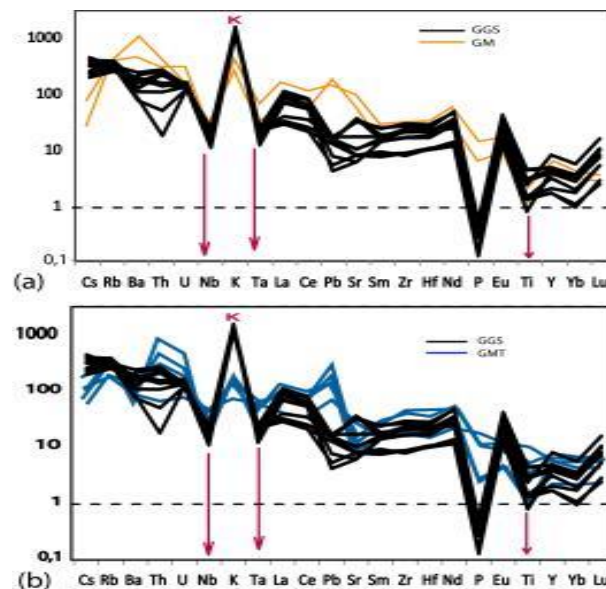 K
1000
GGS
GM
100
10
1
0,1
(a)
Cs Rb Ba Th U Nb K Ta La Ce Pb Sr Sm Zr Hf Nd P Eu Ti Y Yb Lu
K
1000
GGS
GMT
100
10
1
0,1
(b)
Cs Rb Ba Th U Nb K Ta La Ce Pb Sr Sm Zr Hf Nd P Eu Ti Y Yb Lu